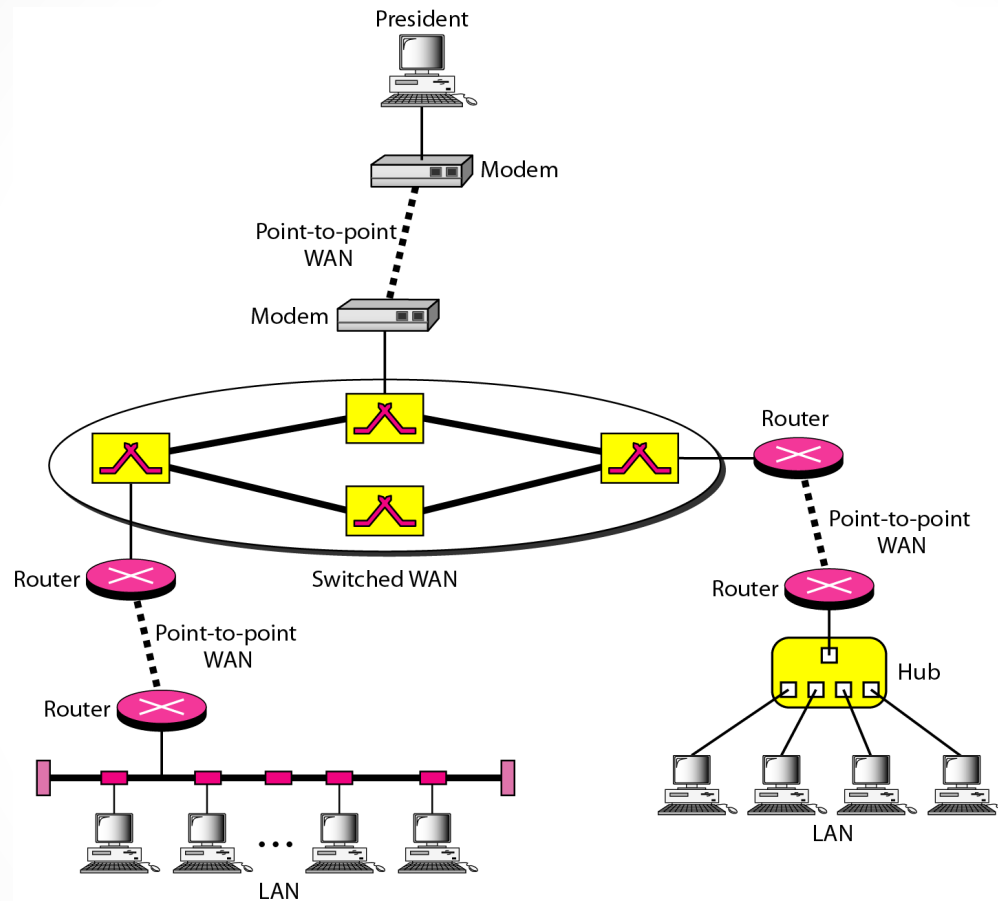 President
Modem
Point-to-point
WAN
Modem
Router
Point-to-point
WAN
Switched WAN
Router
Router
Point-to-point
WAN
Hub
Router
LAN
LAN